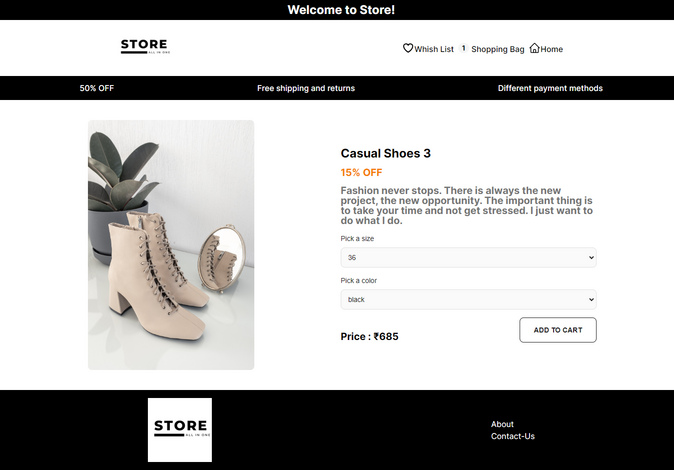 Welcome to Store!
STORE
ALL IN ONE
Whish List 1 Shopping Bag Home
50% OFF Free shipping and returns Different payment methods
Casual Shoes 3
15% OFF
Fashion never stops. There is always the new
project, the new opportunity. The important thing is
to take your time and not get stressed. I just want to
do what I do.
Pick a size
36
Pick a color
black
Price : ₹685
ADD TO CART
STORE
ALL IN ONE
About
Contact-Us